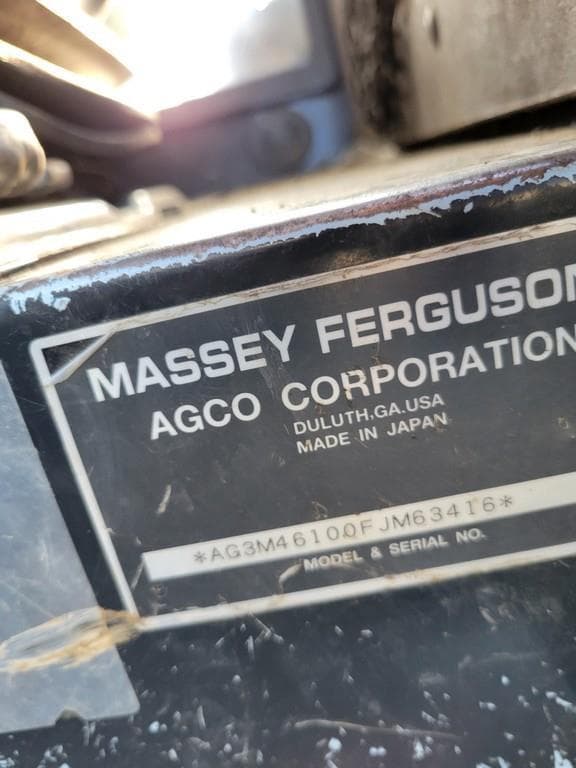 MASSEY FERGUSON
AGCO CORPORATION
DULUTH,GA.USA
MADE IN JAPAN
*AG3M46100FJM63416*
MODEL & SERIAL NO.